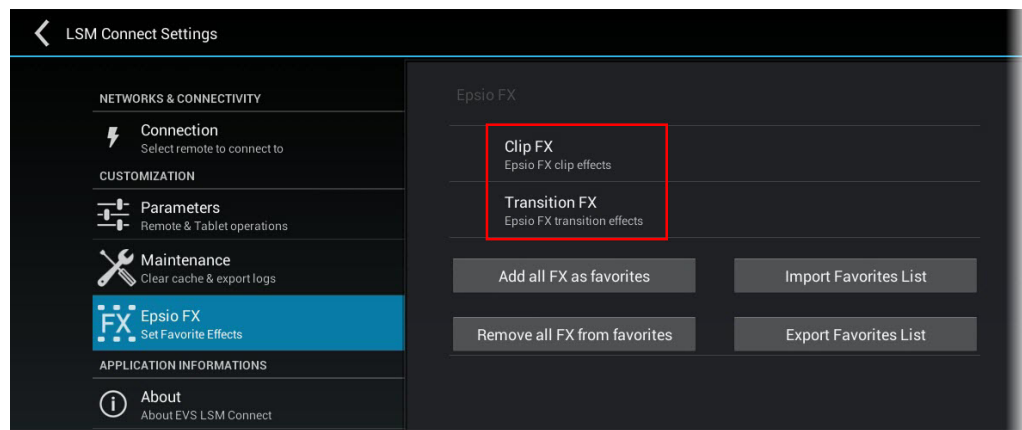 LSM Connect Settings
NETWORKS & CONNECTIVITY
Connection
Select remote to connect to
CUSTOMIZATION
Parameters
Remote & Tablet operations
Maintenance
Clear cache & export logs
FX
Epsio FX
Set Favorite Effects
APPLICATION INFORMATIONS
About
About EVS LSM Connect
Epsio FX
Clip FX
Epsio FX clip effects
Transition FX
Epsio FX transition effects
Add all FX as favorites
Import Favorites List
Remove all FX from favorites
Export Favorites List